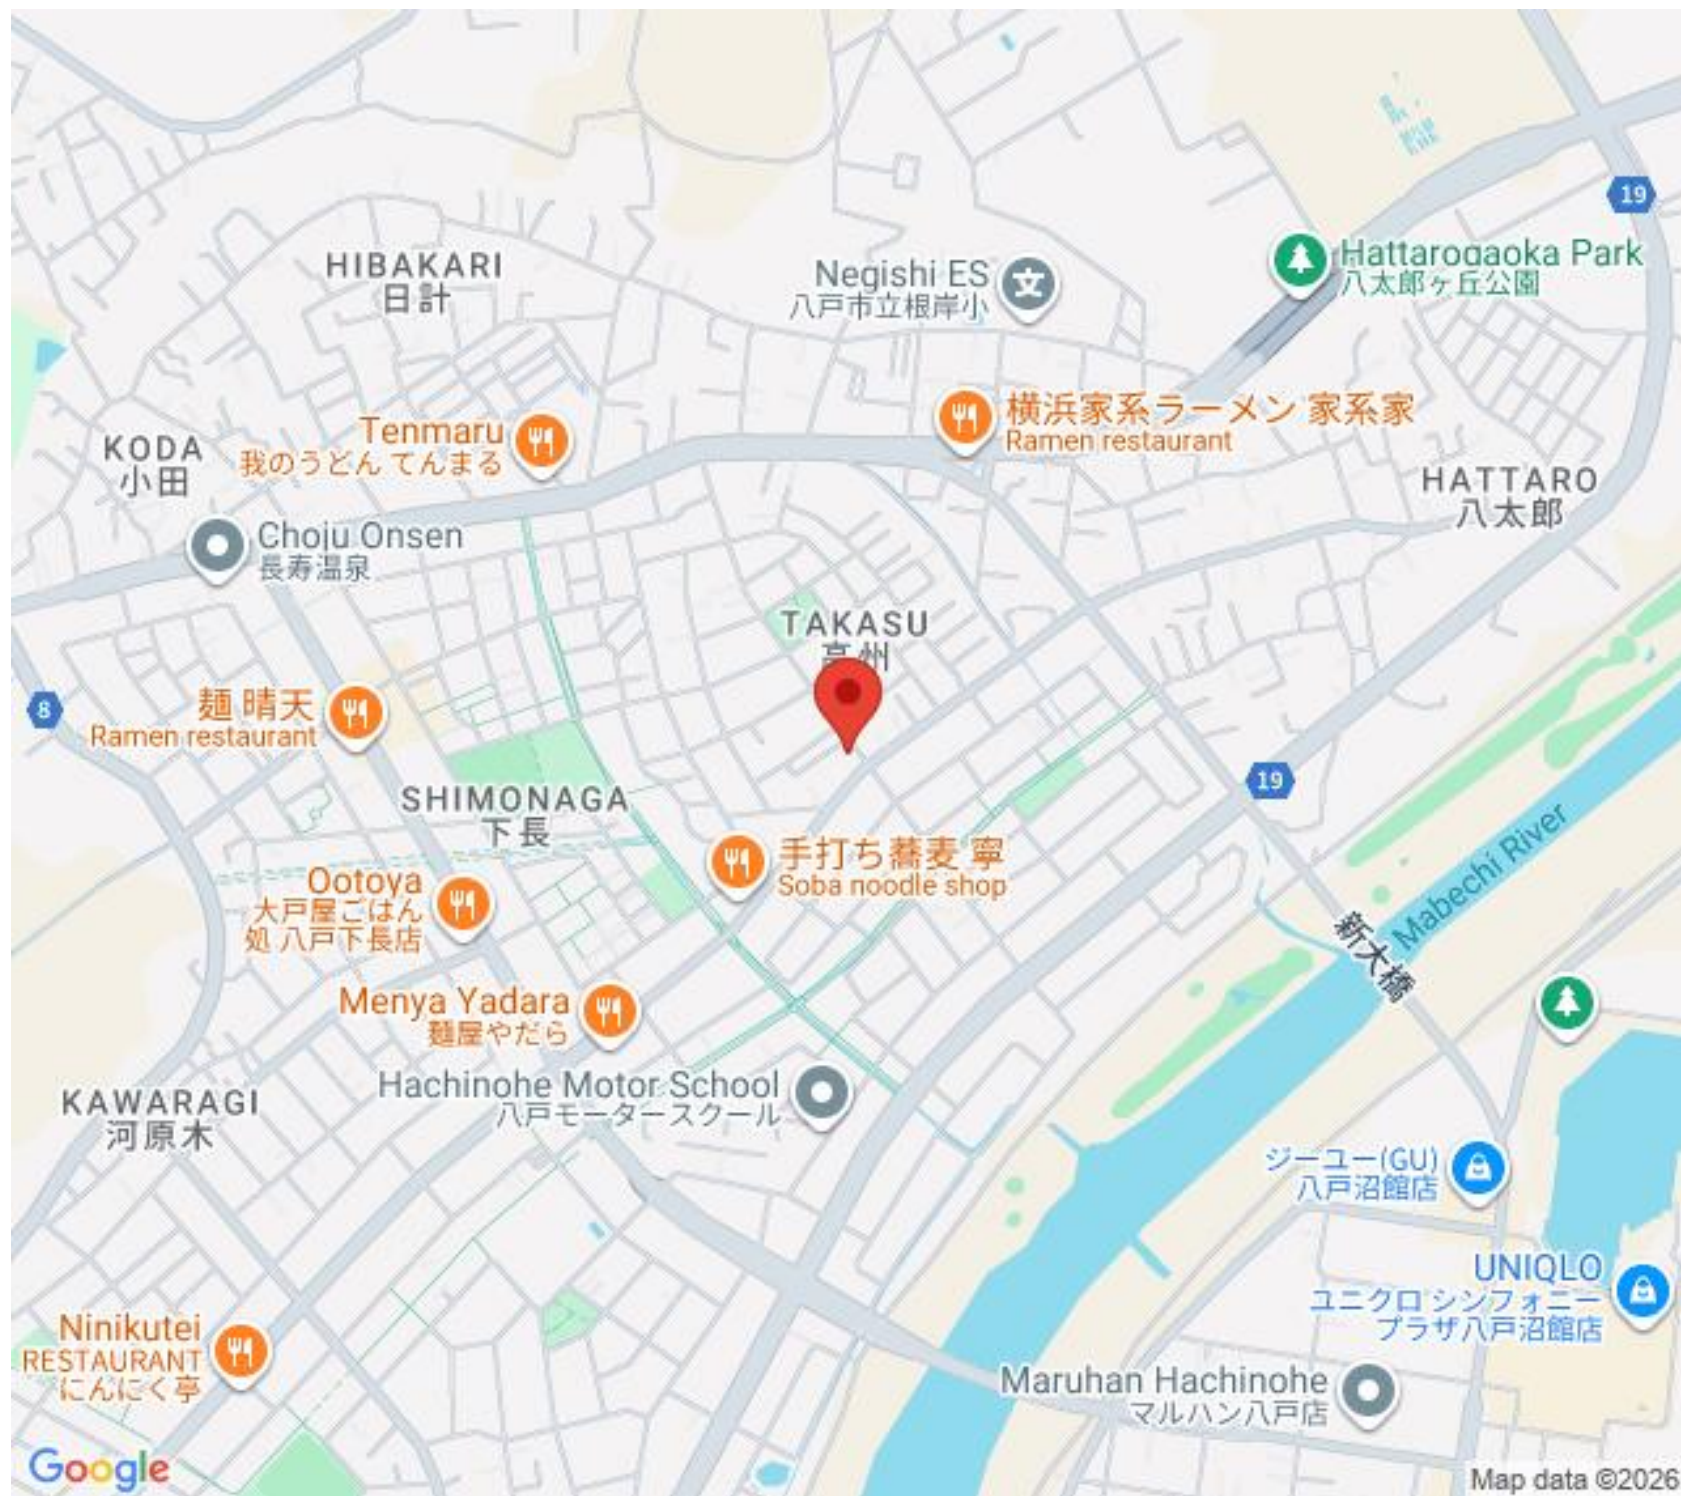 19
Hattarogaoka Park
八太郎ヶ丘公園
HIBAKARI
日計
Negishi ES
八戸市立根岸小
文
横浜家系ラーメン 家系家
Ramen restaurant
Tenmaru
我のうどん てんまる
KODA
小田
HATTARO
八太郎
Choju Onsen
長寿温泉
TAKASU
高州
8
麺 晴天
Ramen restaurant
19
SHIMONAGA
下長
手打ち蕎麦 寧
Soba noodle shop
Ootoya
大戸屋ごはん
処 八戸下長店
Mabechi River
新大橋
Menya Yadara
麺屋やだら
Hachinohe Motor School
八戸モータースクール
KAWARAGI
河原木
ジーユー(GU)
八戸沼館店
UNIQLO
ユニクロ シンフォニー
プラザ八戸沼館店
Ninikutei
RESTAURANT
にんにく亭
Maruhan Hachinohe
マルハン八戸店
Google
Map data ©2026